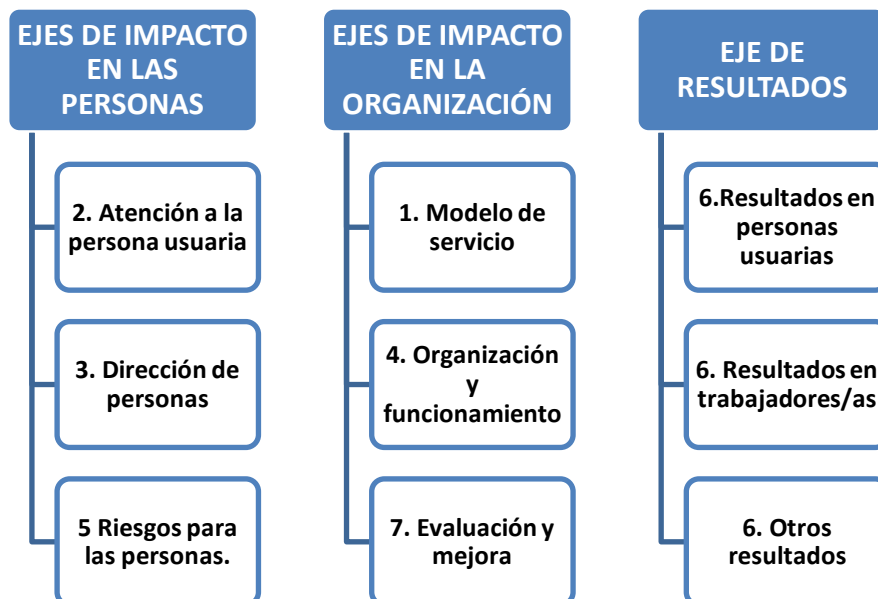 EJES DE IMPACTO
EN LAS
PERSONAS
2. Atención a la
persona usuaria
3. Dirección de
personas
5 Riesgos para
las personas.
EJES DE IMPACTO
EN LA
ORGANIZACIÓN
1. Modelo de
servicio
4. Organización
y
funcionamiento
7. Evaluación y
mejora
EJE DE
RESULTADOS
6.Resultados en
personas
usuarias
6. Resultados en
trabajadores/as
6. Otros
resultados